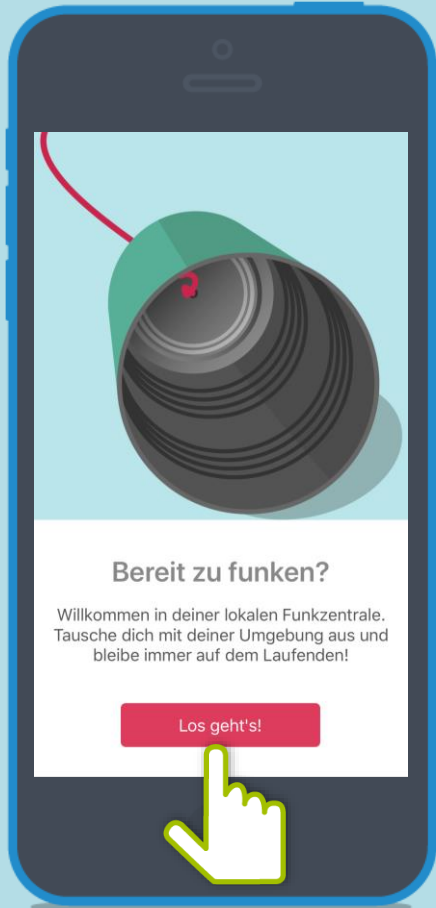 Bereit zu funken?
Willkommen in deiner lokalen Funkzentrale.
Tausche dich mit deiner Umgebung aus und
bleibe immer auf dem Laufenden!
Los geht's!